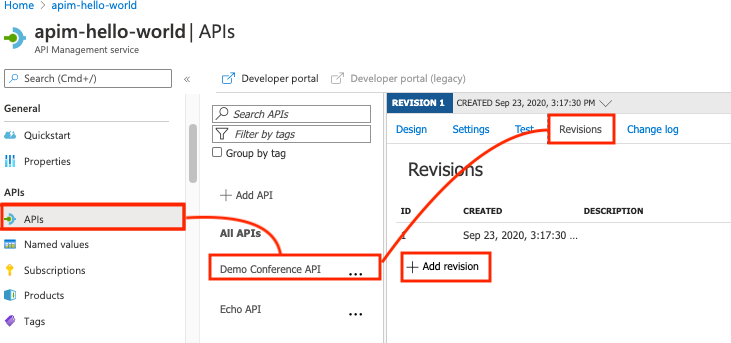 Home > apim-hello-world >
apim-hello-world | APIs
API Management service
Search (Cmd+/)
«
General
Quickstart
Properties
APIs
APIs
Named values
Subscriptions
Products
Tags
Developer portal
Developer portal (legacy)
Search APIs
Filter by tags
Group by tag
+ Add API
All APIs
Demo Conference API ...
Echo API ...
REVISION 1 CREATED Sep 23, 2020, 3:17:30 PM
Design Settings Test Revisions Change log
Revisions
ID CREATED DESCRIPTION
1 Sep 23, 2020, 3:17:30 ...
+ Add revision